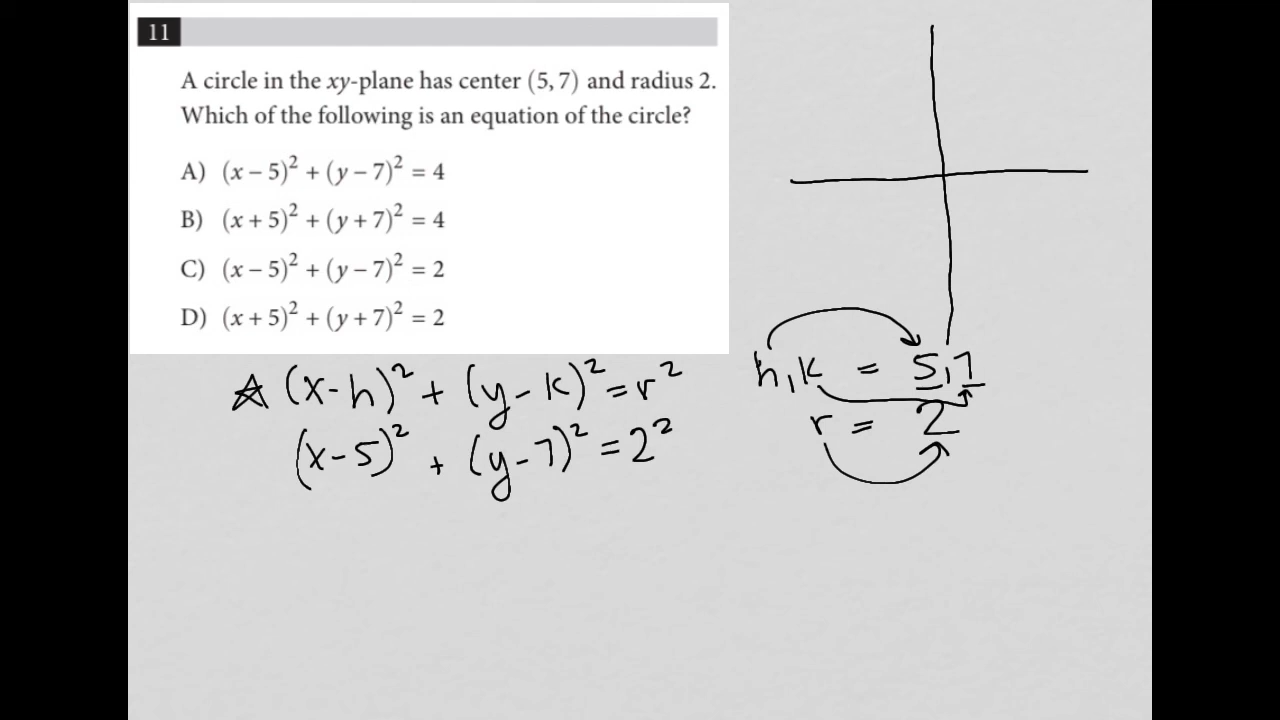 11
A circle in the xy-plane has center (5, 7) and radius 2.
Which of the following is an equation of the circle?
A) (x − 5)² + (y − 7)² = 4
B) (x + 5)² + (y + 7)² = 4
C) (x − 5)² + (y − 7)² = 2
D) (x + 5)² + (y + 7)² = 2
(x-h)² + (y-k)² = r²
(x-5)² + (y-7)² = 2²
h,k = 5,7
r = 2